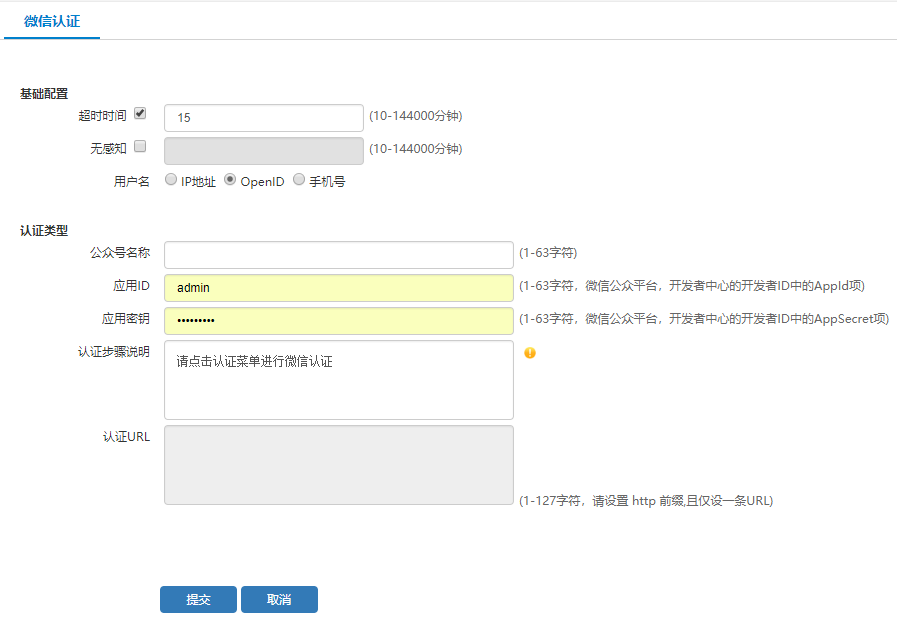 微信认证
基础配置
超时时间 15 (10-144000分钟)
无感知 (10-144000分钟)
用户名 IP地址 OpenID 手机号
认证类型
公众号名称 (1-63字符)
应用ID admin (1-63字符，微信公众平台，开发者中心的开发者ID中的AppId项)
应用密钥 ••••••••• (1-63字符，微信公众平台，开发者中心的开发者ID中的AppSecret项)
认证步骤说明 请点击认证菜单进行微信认证
认证URL
(1-127字符，请设置 http 前缀,且仅设一条URL)
提交 取消